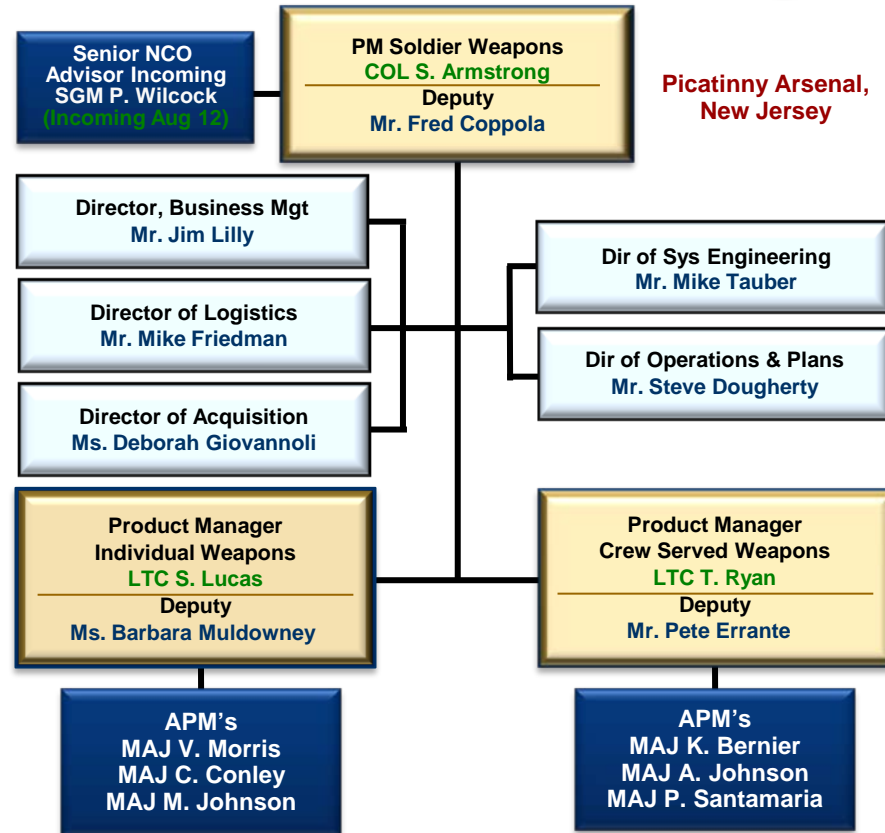 Senior NCO
Advisor Incoming
SGM P. Wilcock
(Incoming Aug 12)
PM Soldier Weapons
COL S. Armstrong
Deputy
Mr. Fred Coppola
Picatinny Arsenal,
New Jersey
Director, Business Mgt
Mr. Jim Lilly
Director of Logistics
Mr. Mike Friedman
Director of Acquisition
Ms. Deborah Giovannoli
Dir of Sys Engineering
Mr. Mike Tauber
Dir of Operations & Plans
Mr. Steve Dougherty
Product Manager
Individual Weapons
LTC S. Lucas
Deputy
Ms. Barbara Muldowney
Product Manager
Crew Served Weapons
LTC T. Ryan
Deputy
Mr. Pete Errante
APM’s
MAJ V. Morris
MAJ C. Conley
MAJ M. Johnson
APM’s
MAJ K. Bernier
MAJ A. Johnson
MAJ P. Santamaria